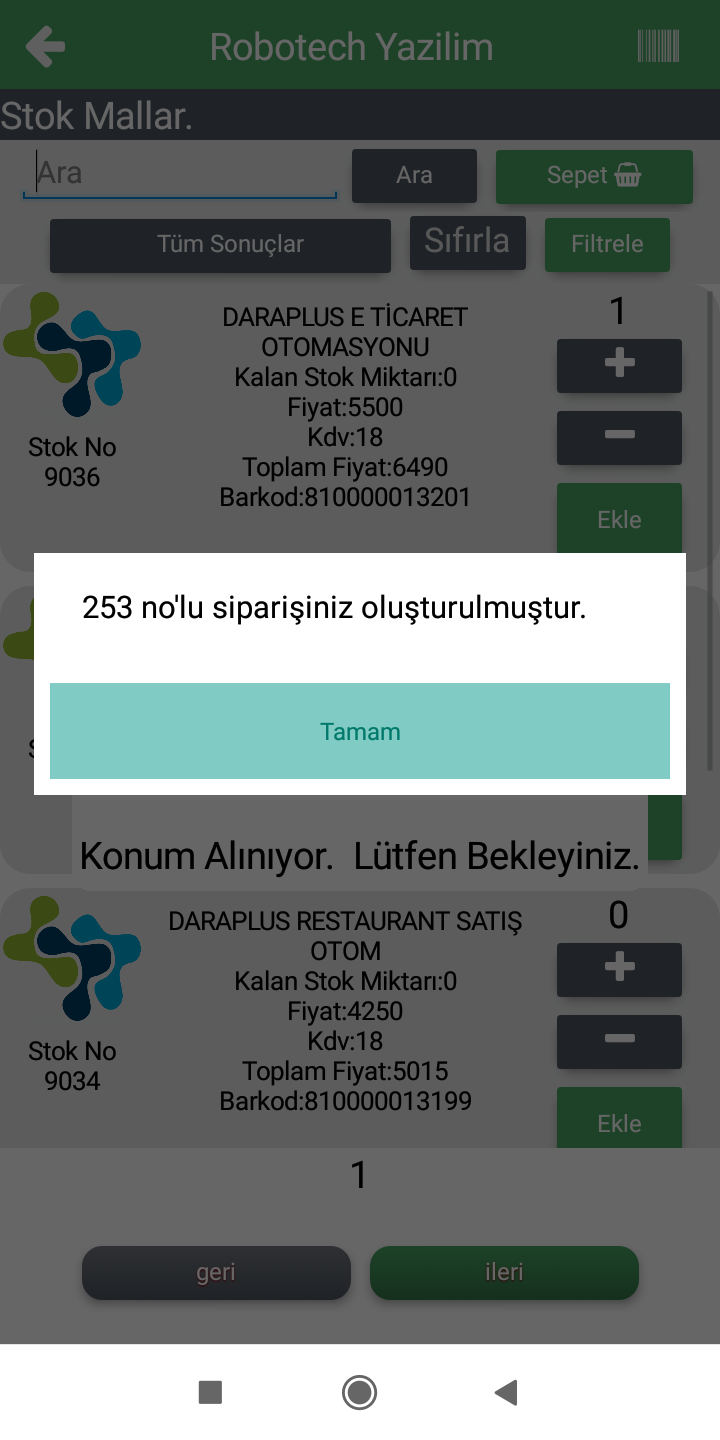 Robotech Yazilim
Stok Mallar.
Ara
Ara
Sepet
Tüm Sonuçlar
Sıfırla
Filtrele
DARAPLUS E TİCARET
OTOMASYONU
Kalan Stok Miktarı:0
Fiyat:5500
Kdv:18
Toplam Fiyat:6490
Barkod:810000013201
Stok No
9036
1
Ekle
253 no'lu siparişiniz oluşturulmuştur.
Tamam
Konum Alınıyor. Lütfen Bekleyiniz.
DARAPLUS RESTAURANT SATIŞ
OTOM
Kalan Stok Miktarı:0
Fiyat:4250
Kdv:18
Toplam Fiyat:5015
Barkod:810000013199
Stok No
9034
0
Ekle
1
geri
ileri